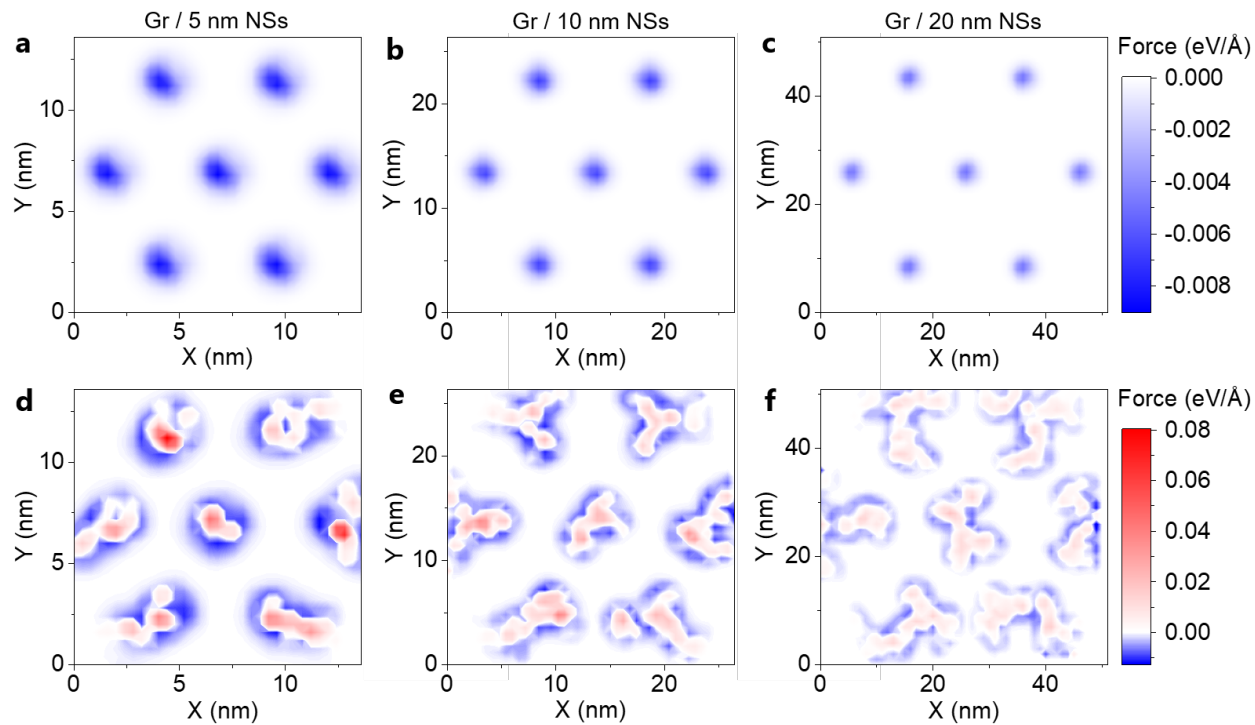 Gr / 5 nm NSs
Gr / 10 nm NSs
Gr / 20 nm NSs
a
b
c
Force (eV/Å)
10
5
0
Y (nm)
0
5
10
X (nm)
20
10
0
Y (nm)
0
10
20
X (nm)
40
20
0
Y (nm)
0
20
40
X (nm)
0.000
-0.002
-0.004
-0.006
-0.008
d
e
f
Force (eV/Å)
10
5
0
Y (nm)
0
5
10
X (nm)
20
10
0
Y (nm)
0
10
20
X (nm)
40
20
0
Y (nm)
0
20
40
X (nm)
0.08
0.06
0.04
0.02
0.00